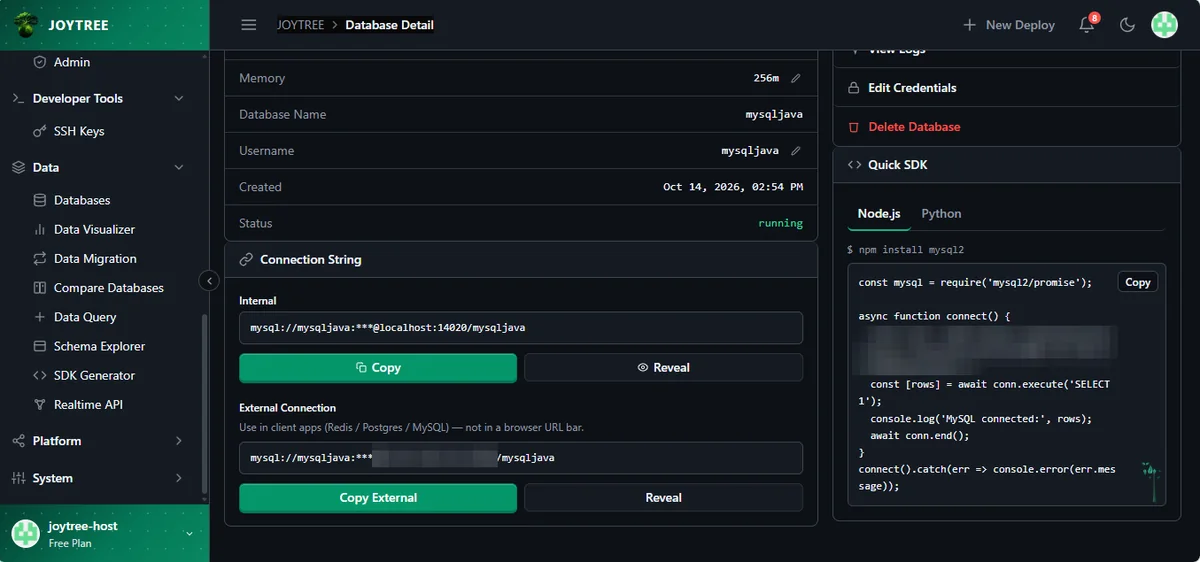 JOYTREE
JOYTREE > Database Detail
New Deploy
8
Admin
Developer Tools
SSH Keys
Data
Databases
Data Visualizer
Data Migration
Compare Databases
Data Query
Schema Explorer
SDK Generator
Realtime API
Platform
System
joytree-host
Free Plan
Memory
256m
Database Name
mysqljava
Username
mysqljava
Created
Oct 14, 2026, 02:54 PM
Status
running
Connection String
Internal
mysql://mysqljava:***@localhost:14020/mysqljava
Copy
Reveal
External Connection
Use in client apps (Redis / Postgres / MySQL) — not in a browser URL bar.
mysql://mysqljava:***
/mysqljava
Copy External
Reveal
View Logs
Edit Credentials
Delete Database
Quick SDK
Node.js
Python
$ npm install mysql2
Copy
const mysql = require('mysql2/promise');
async function connect() {
const [rows] = await conn.execute('SELECT
1');
console.log('MySQL connected:', rows);
await conn.end();
}
connect().catch(err => console.error(err.mes
sage));